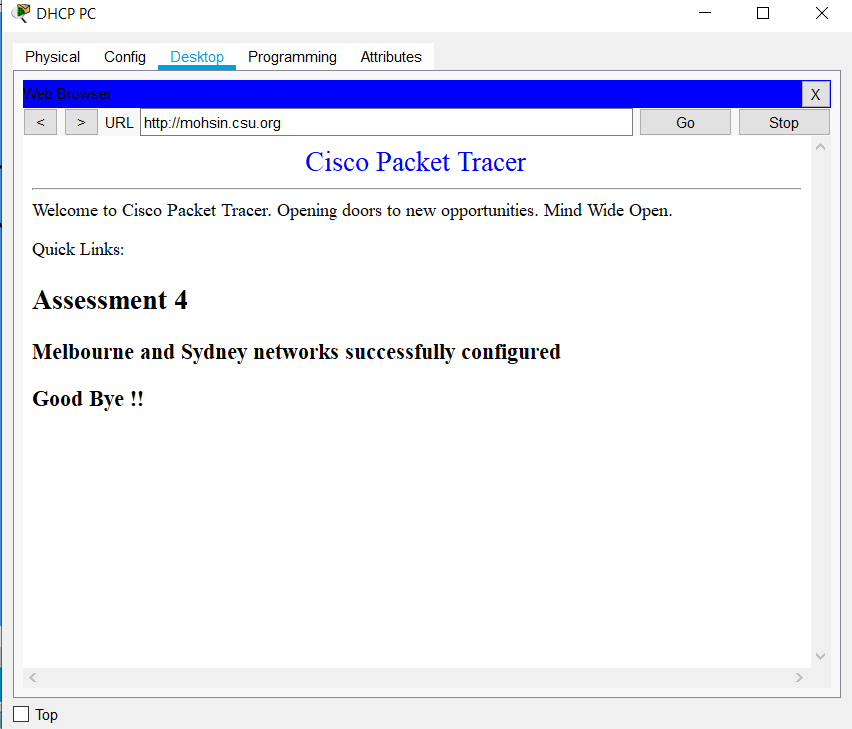 DHCP PC
Physical Config Desktop Programming Attributes
Web Browser X
< > URL http://mohsin.csu.org Go Stop
Cisco Packet Tracer
Welcome to Cisco Packet Tracer. Opening doors to new opportunities. Mind Wide Open.
Quick Links:
Assessment 4
Melbourne and Sydney networks successfully configured
Good Bye !!
Top